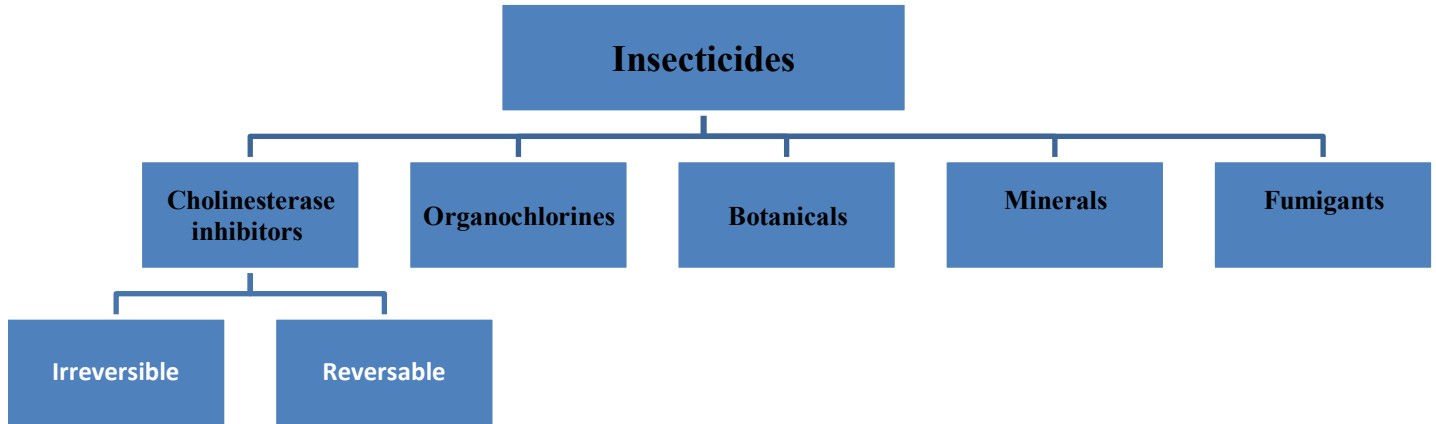 Insecticides
Cholinesterase
inhibitors
Organochlorines
Botanicals
Minerals
Fumigants
Irreversible
Reversable